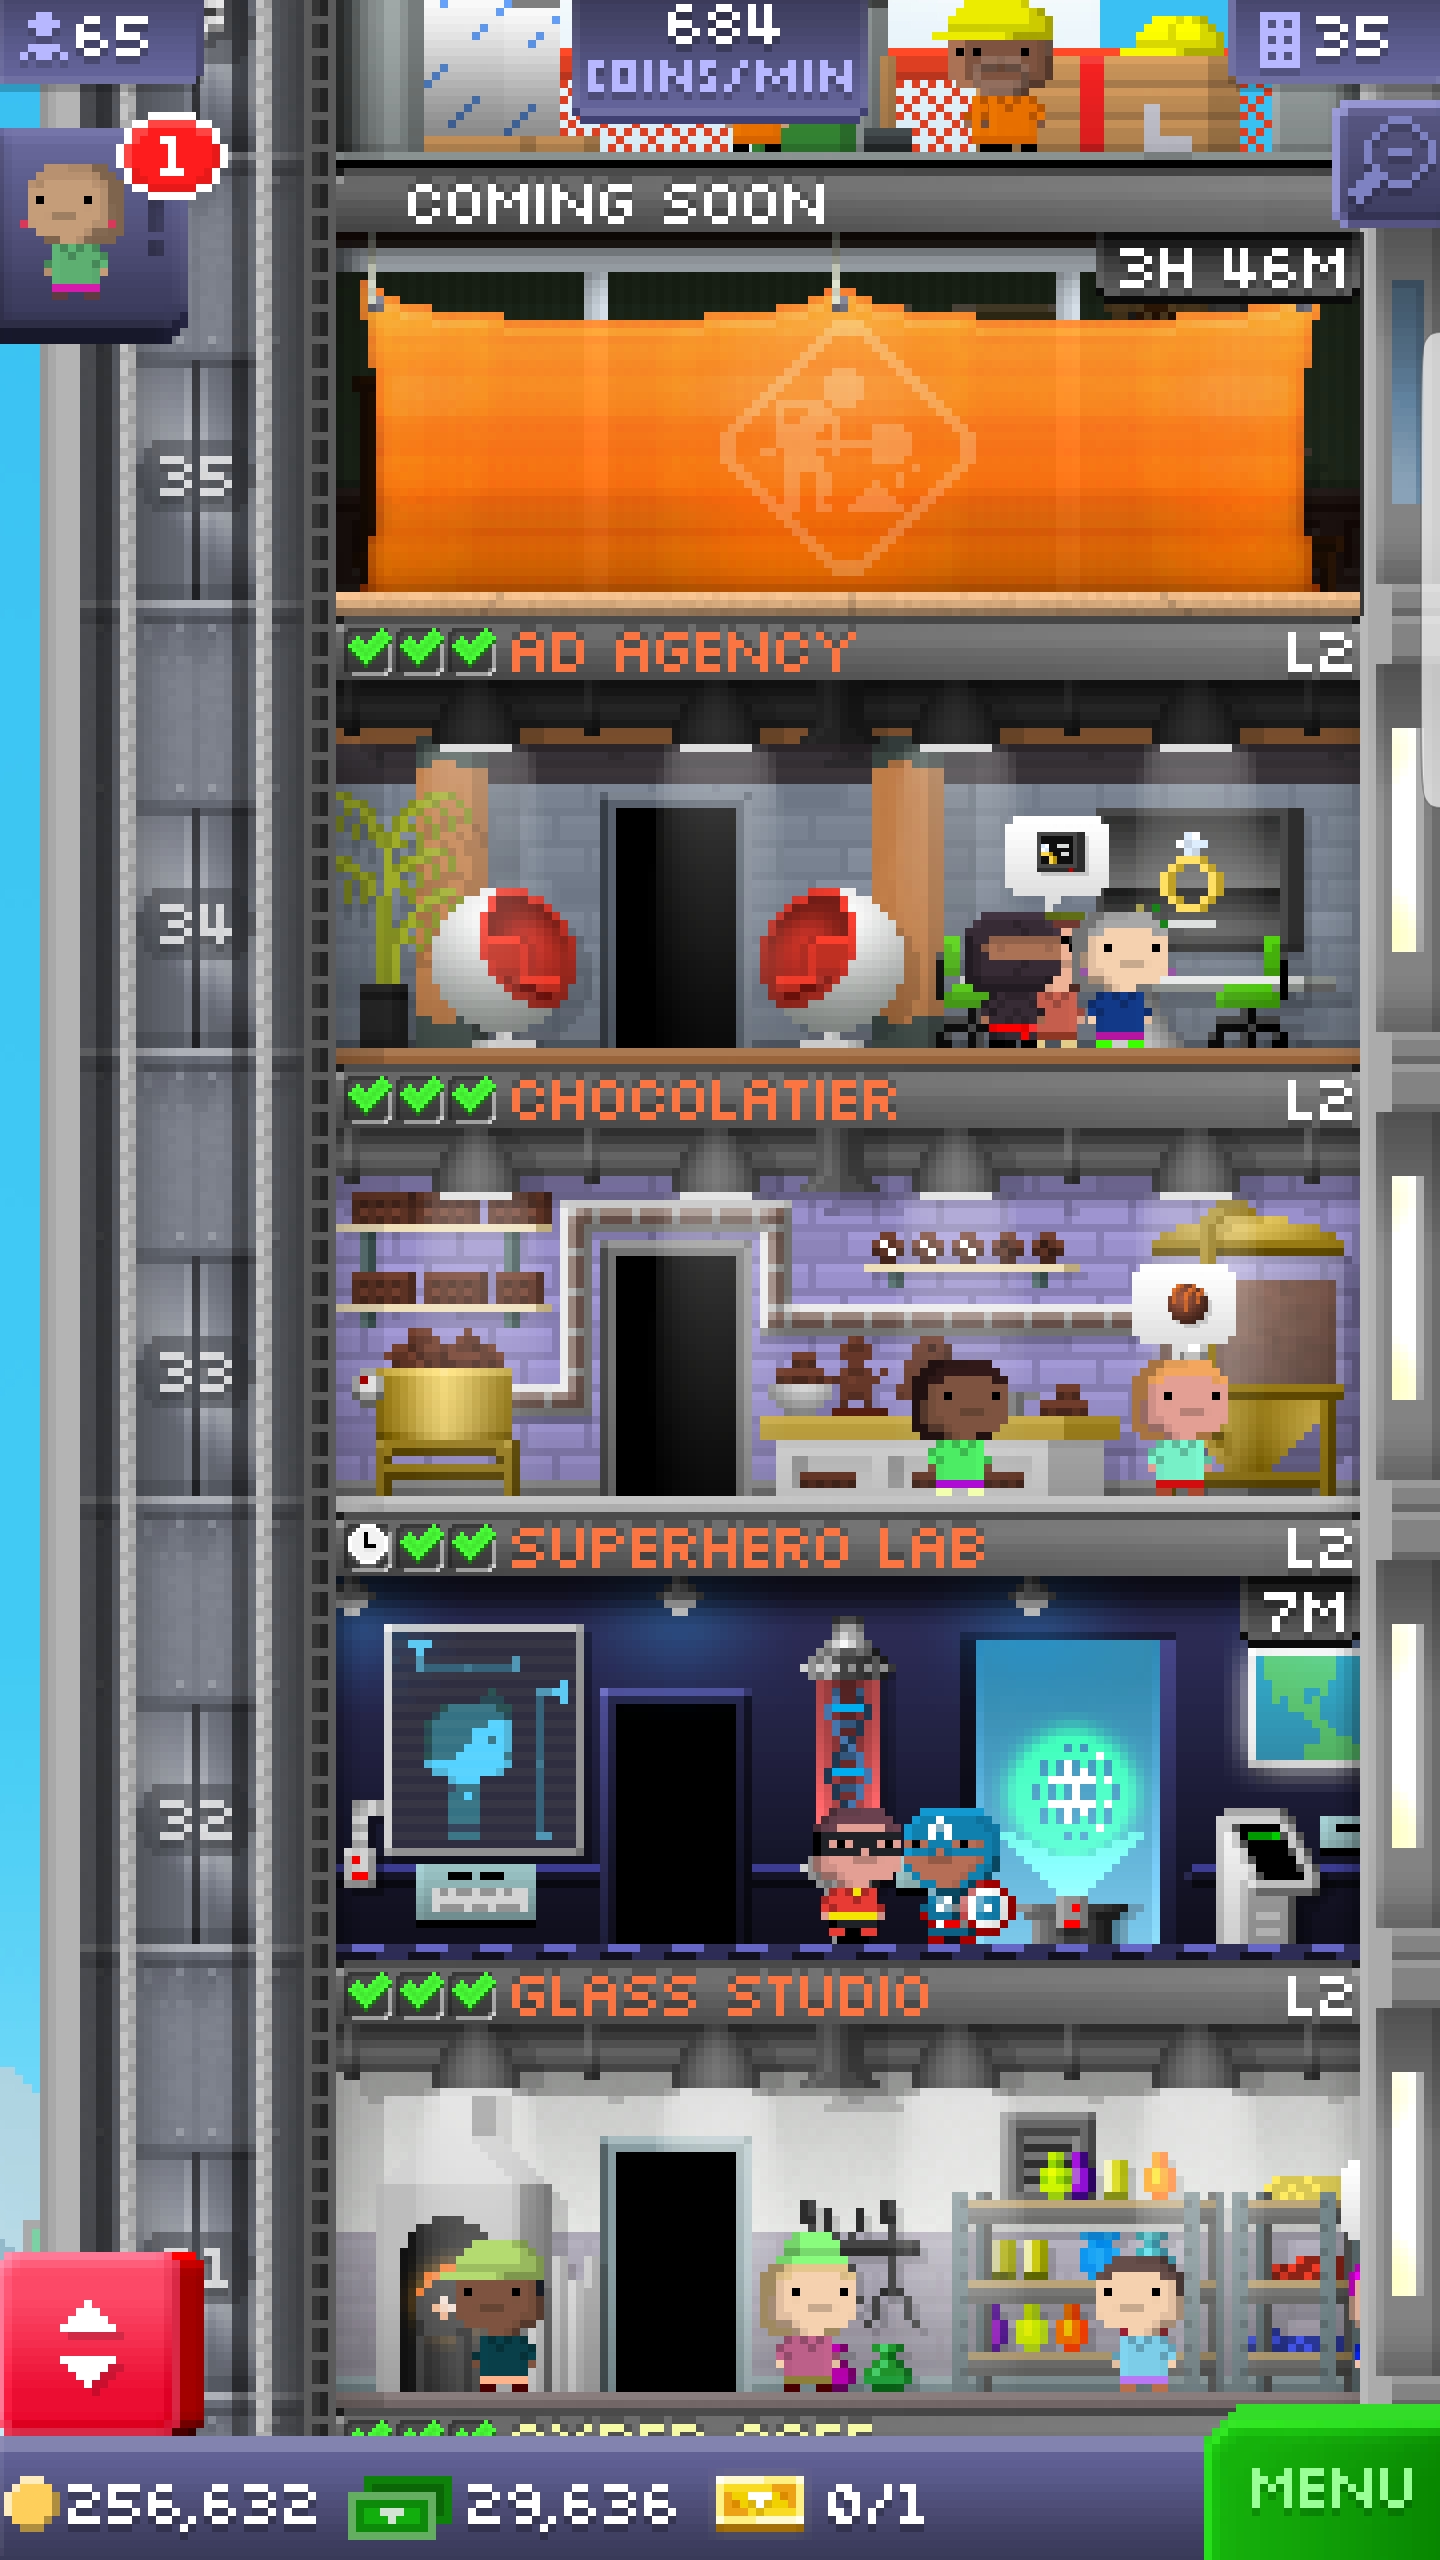 65
684
COINS/MIN
35
1
COMING SOON
3H 46M
35
AD AGENCY
L2
34
CHOCOLATIER
L2
33
SUPERHERO LAB
L2
7M
32
GLASS STUDIO
L2
256,632
29,636
0/1
MENU